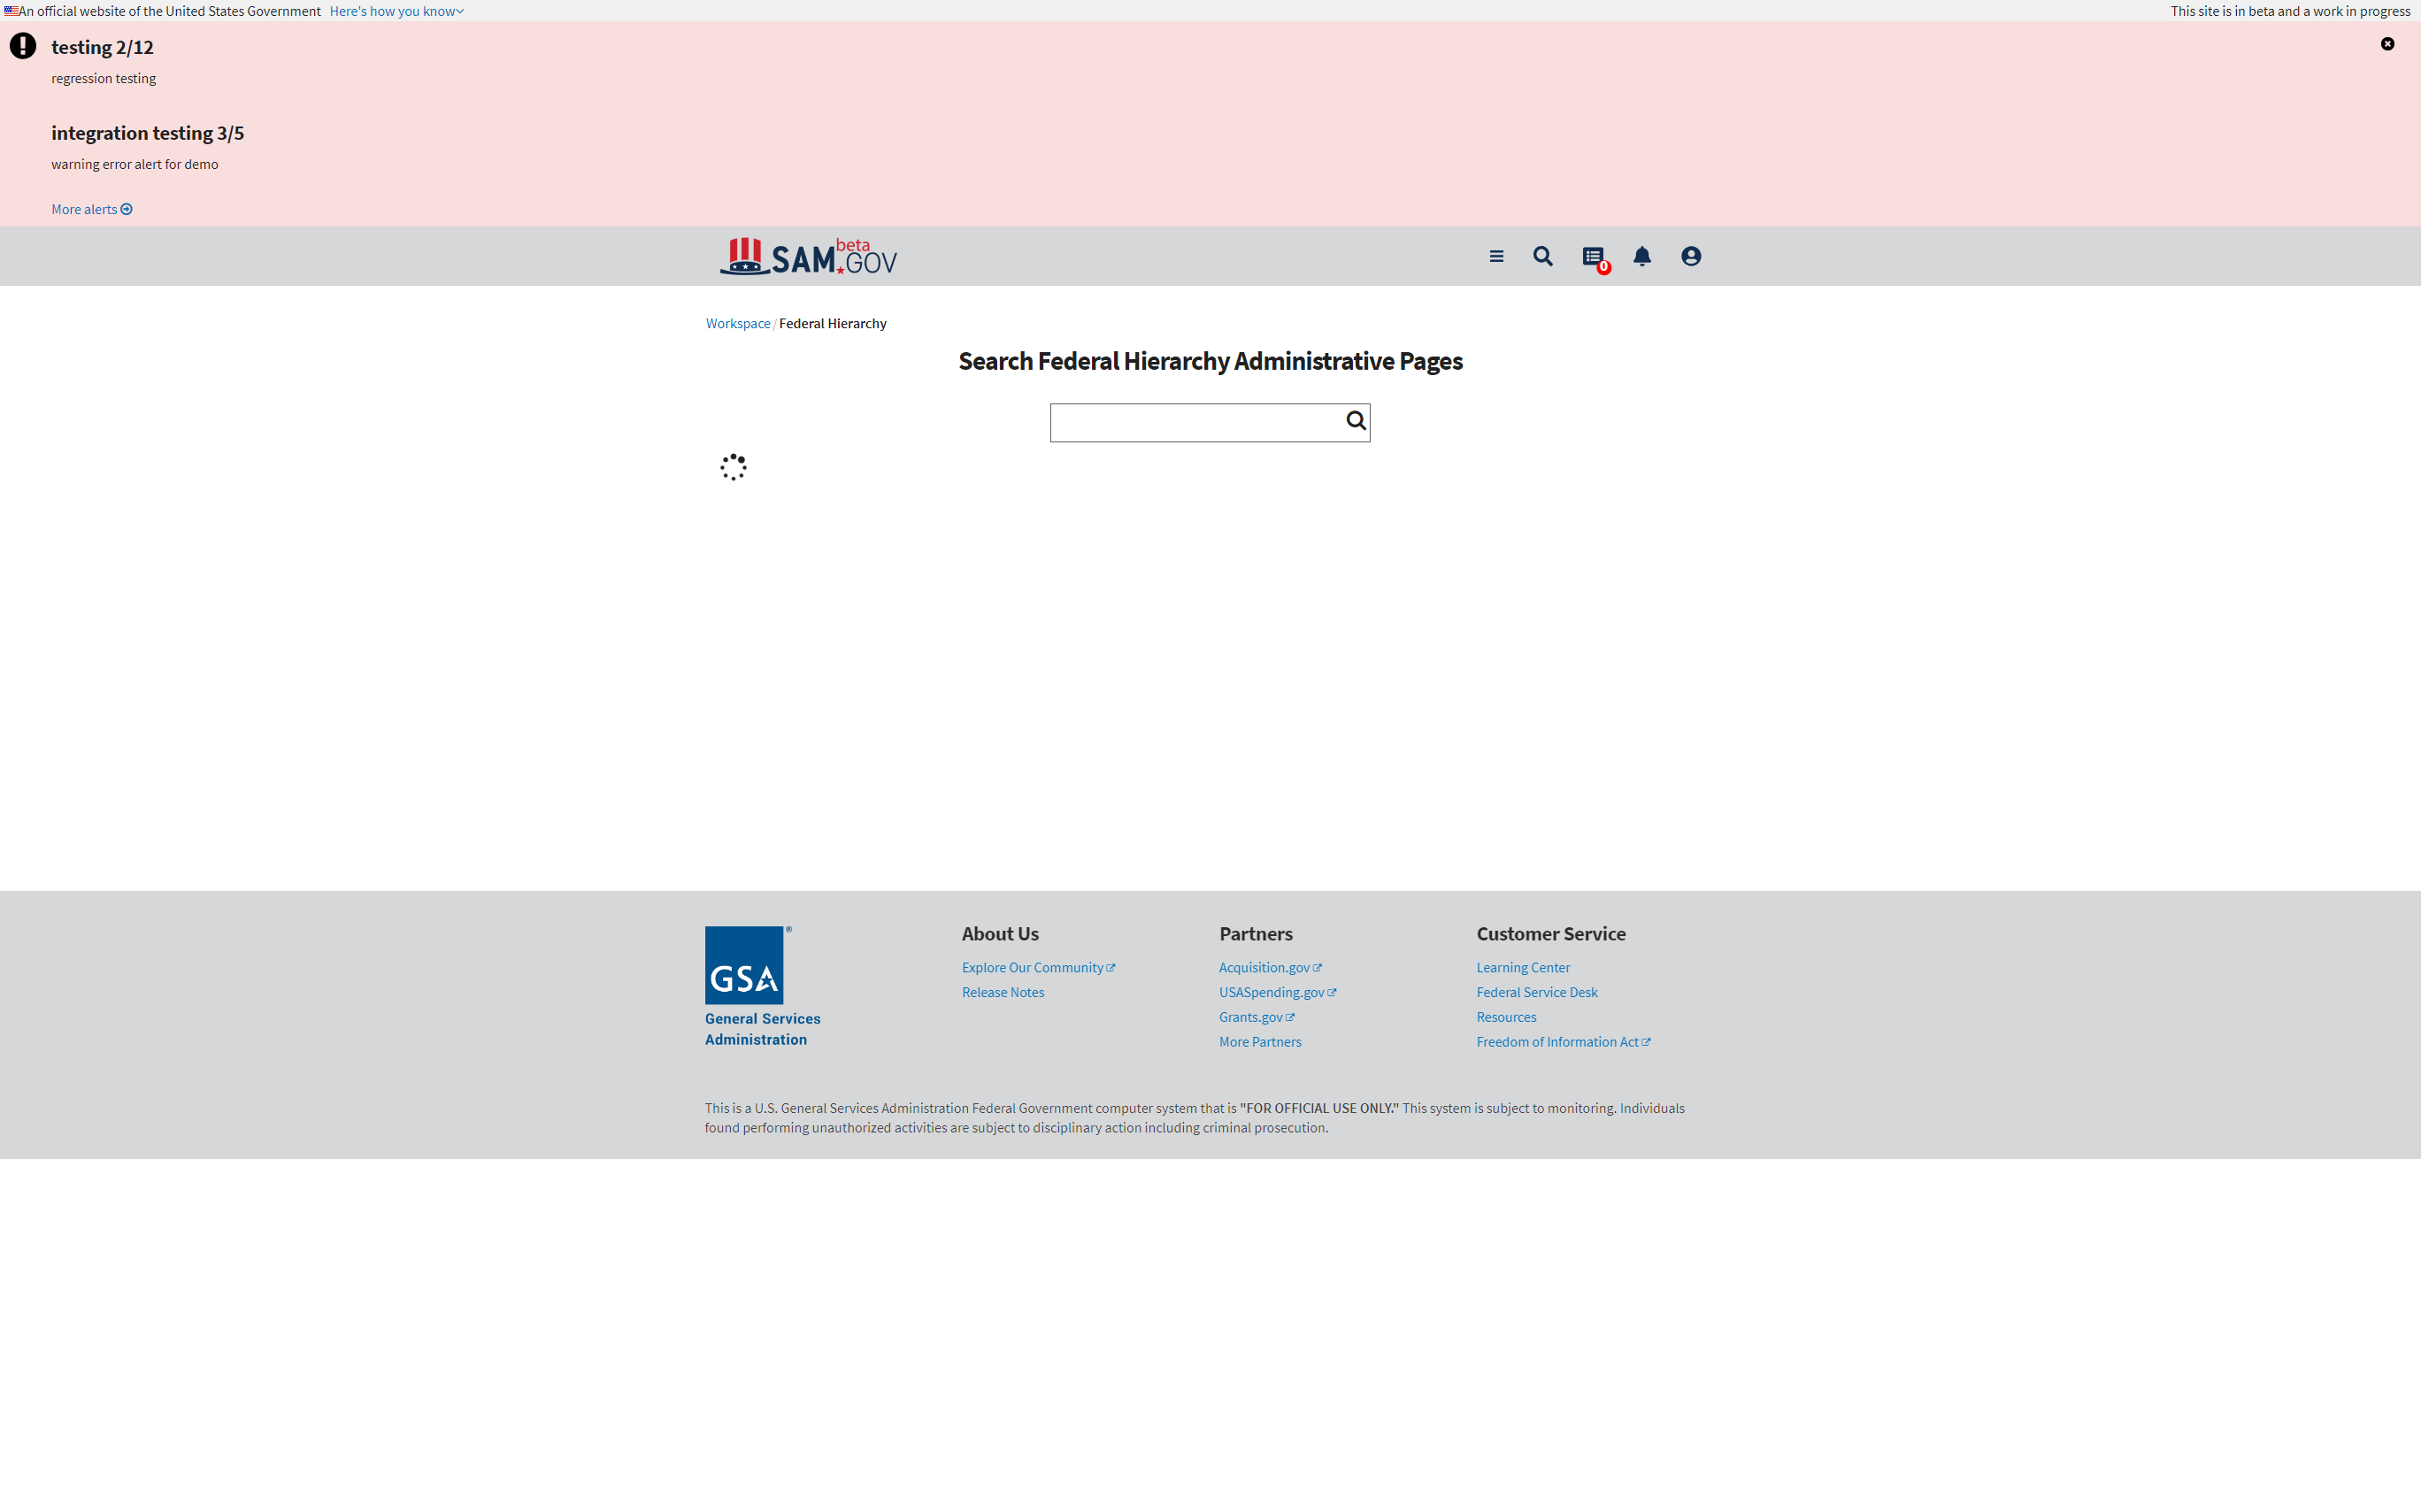 An official website of the United States Government Here's how you know
This site is in beta and a work in progress
testing 2/12
regression testing
integration testing 3/5
warning error alert for demo
More alerts
SAM.GOV beta
0
Workspace / Federal Hierarchy
Search Federal Hierarchy Administrative Pages
GSA ®
General Services
Administration
About Us
Explore Our Community
Release Notes
Partners
Acquisition.gov
USASpending.gov
Grants.gov
More Partners
Customer Service
Learning Center
Federal Service Desk
Resources
Freedom of Information Act
This is a U.S. General Services Administration Federal Government computer system that is "FOR OFFICIAL USE ONLY." This system is subject to monitoring. Individuals
found performing unauthorized activities are subject to disciplinary action including criminal prosecution.